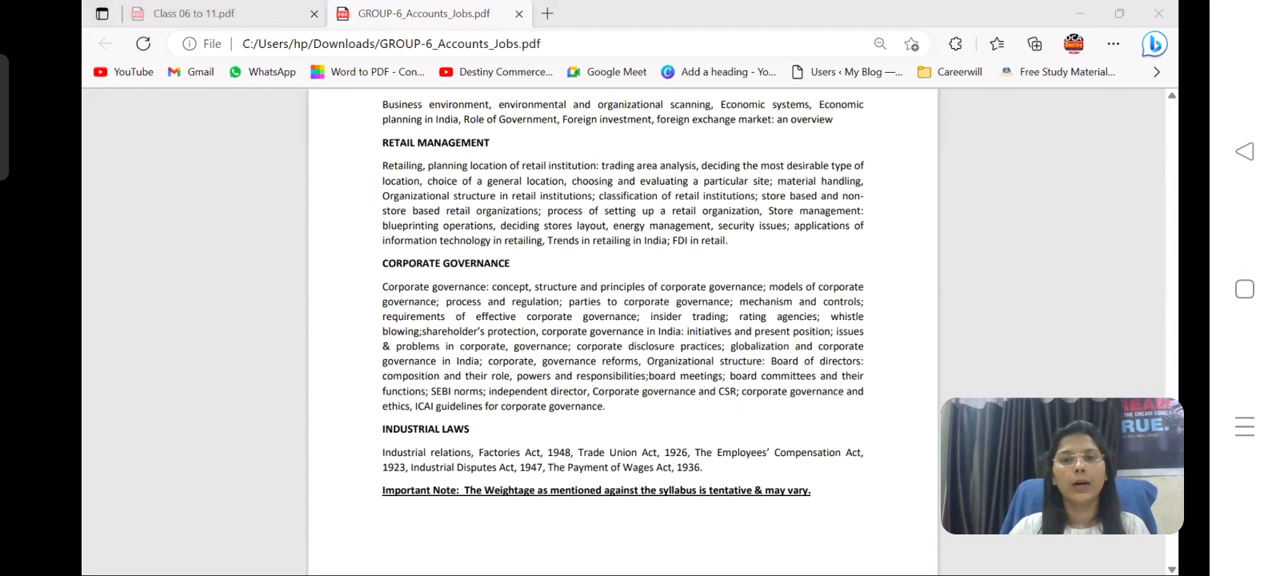 Class 06 to 11.pdf
GROUP-6_Accounts_Jobs.pdf
File
C:/Users/hp/Downloads/GROUP-6_Accounts_Jobs.pdf
YouTube
Gmail
WhatsApp
Word to PDF - Con...
Destiny Commerce...
Google Meet
Add a heading - Yo...
Users ‹ My Blog —...
Careerwill
Free Study Material...
Business environment, environmental and organizational scanning, Economic systems, Economic
planning in India, Role of Government, Foreign investment, foreign exchange market: an overview
RETAIL MANAGEMENT
Retailing, planning location of retail institution: trading area analysis, deciding the most desirable type of
location, choice of a general location, choosing and evaluating a particular site; material handling,
Organizational structure in retail institutions; classification of retail institutions; store based and non-
store based retail organizations; process of setting up a retail organization, Store management:
blueprinting operations, deciding stores layout, energy management, security issues; applications of
information technology in retailing, Trends in retailing in India; FDI in retail.
CORPORATE GOVERNANCE
Corporate governance: concept, structure and principles of corporate governance; models of corporate
governance; process and regulation; parties to corporate governance; mechanism and controls;
requirements of effective corporate governance; insider trading; rating agencies; whistle
blowing;shareholder's protection, corporate governance in India: initiatives and present position; issues
& problems in corporate, governance; corporate disclosure practices; globalization and corporate
governance in India; corporate, governance reforms, Organizational structure: Board of directors:
composition and their role, powers and responsibilities;board meetings; board committees and their
functions; SEBI norms; independent director, Corporate governance and CSR; corporate governance and
ethics, ICAI guidelines for corporate governance.
INDUSTRIAL LAWS
Industrial relations, Factories Act, 1948, Trade Union Act, 1926, The Employees' Compensation Act,
1923, Industrial Disputes Act, 1947, The Payment of Wages Act, 1936.
Important Note: The Weightage as mentioned against the syllabus is tentative & may vary.
THE DREAM COME
RUE.